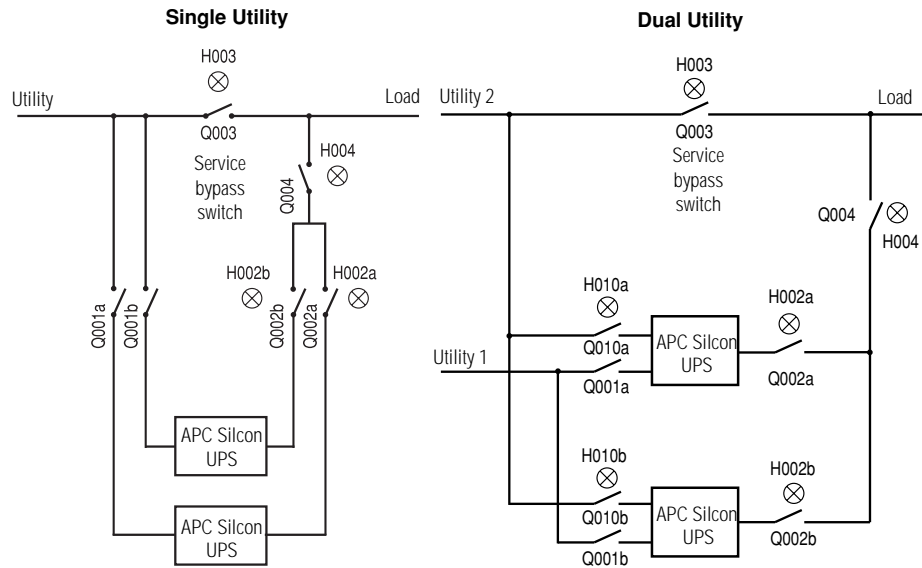 Single Utility
H003
Utility
Load
Q003
Service
bypass
switch
H004
Q004
H002b
H002a
Q001a
Q001b
Q002b
Q002a
APC Silcon
UPS
APC Silcon
UPS
Dual Utility
H003
Utility 2
Load
Q003
Service
bypass
switch
Q004
H004
H010a
H002a
Q010a
APC Silcon
UPS
Utility 1
Q001a
Q002a
H010b
H002b
Q010b
APC Silcon
UPS
Q002b
Q001b